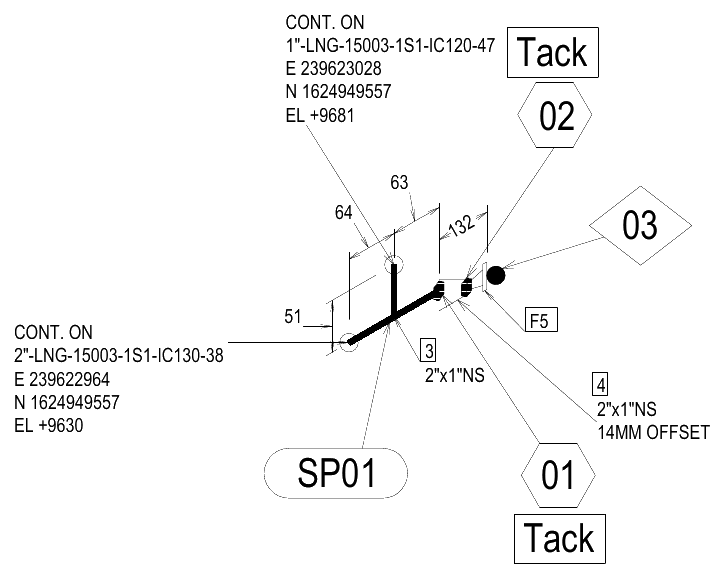 CONT. ON
1"-LNG-15003-1S1-IC120-47
E 239623028
N 1624949557
EL +9681
Tack
02
63
64
132
03
51
F5
CONT. ON
2"-LNG-15003-1S1-IC130-38
E 239622964
N 1624949557
EL +9630
3
2"x1"NS
4
2"x1"NS
14MM OFFSET
SP01
01
Tack